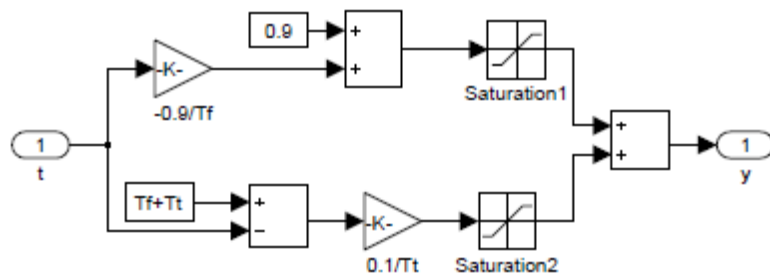 0.9
+
+
-K-
-0.9/Tf
Saturation1
1
t
+
+
1
y
Tf+Tt
+
−
-K-
0.1/Tt
Saturation2